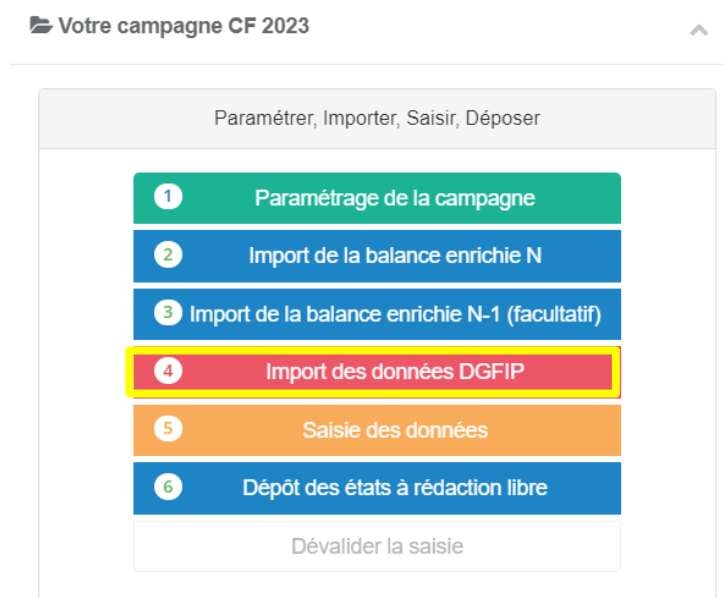 Votre campagne CF 2023
Paramétrer, Importer, Saisir, Déposer
1 Paramétrage de la campagne
2 Import de la balance enrichie N
3 Import de la balance enrichie N-1 (facultatif)
4 Import des données DGFIP
5 Saisie des données
6 Dépôt des états à rédaction libre
Dévalider la saisie